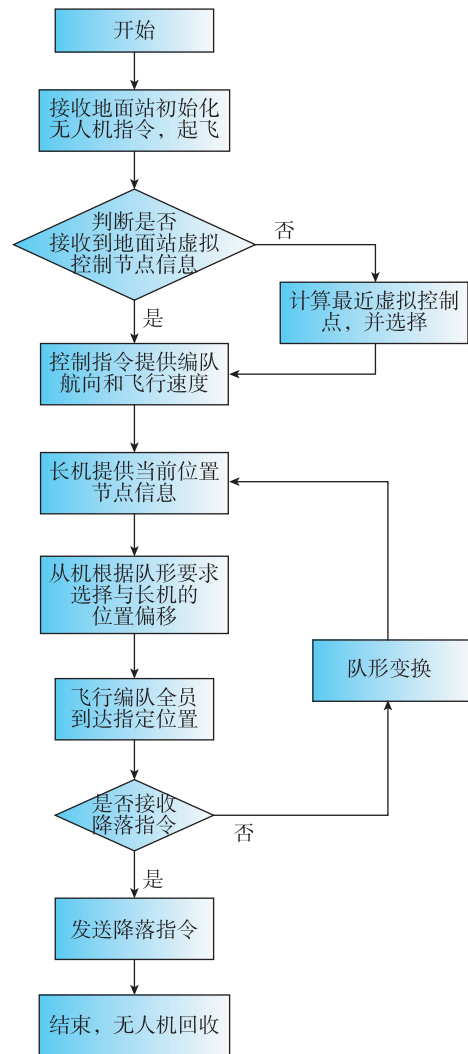 开始
接收地面站初始化
无人机指令，起飞
判断是否
接收到地面站虚拟
控制节点信息
否
计算最近虚拟控制
点，并选择
是
控制指令提供编队
航向和飞行速度
长机提供当前位置
节点信息
从机根据队形要求
选择与长机的
位置偏移
队形变换
飞行编队全员
到达指定位置
是否接收
降落指令
否
是
发送降落指令
结束，无人机回收